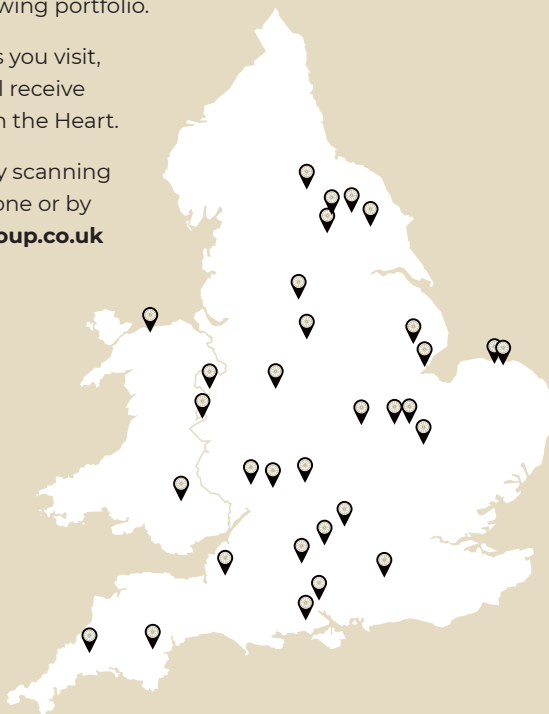 wing portfolio.
s you visit,
l receive
n the Heart.
y scanning
one or by
oup.co.uk